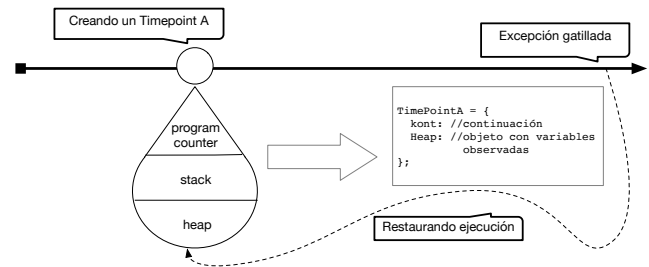 Creando un Timepoint A
Excepción gatillada
program
counter
stack
heap
TimePointA = {
kont: //continuación
Heap: //objeto con variables
observadas
};
Restaurando ejecución